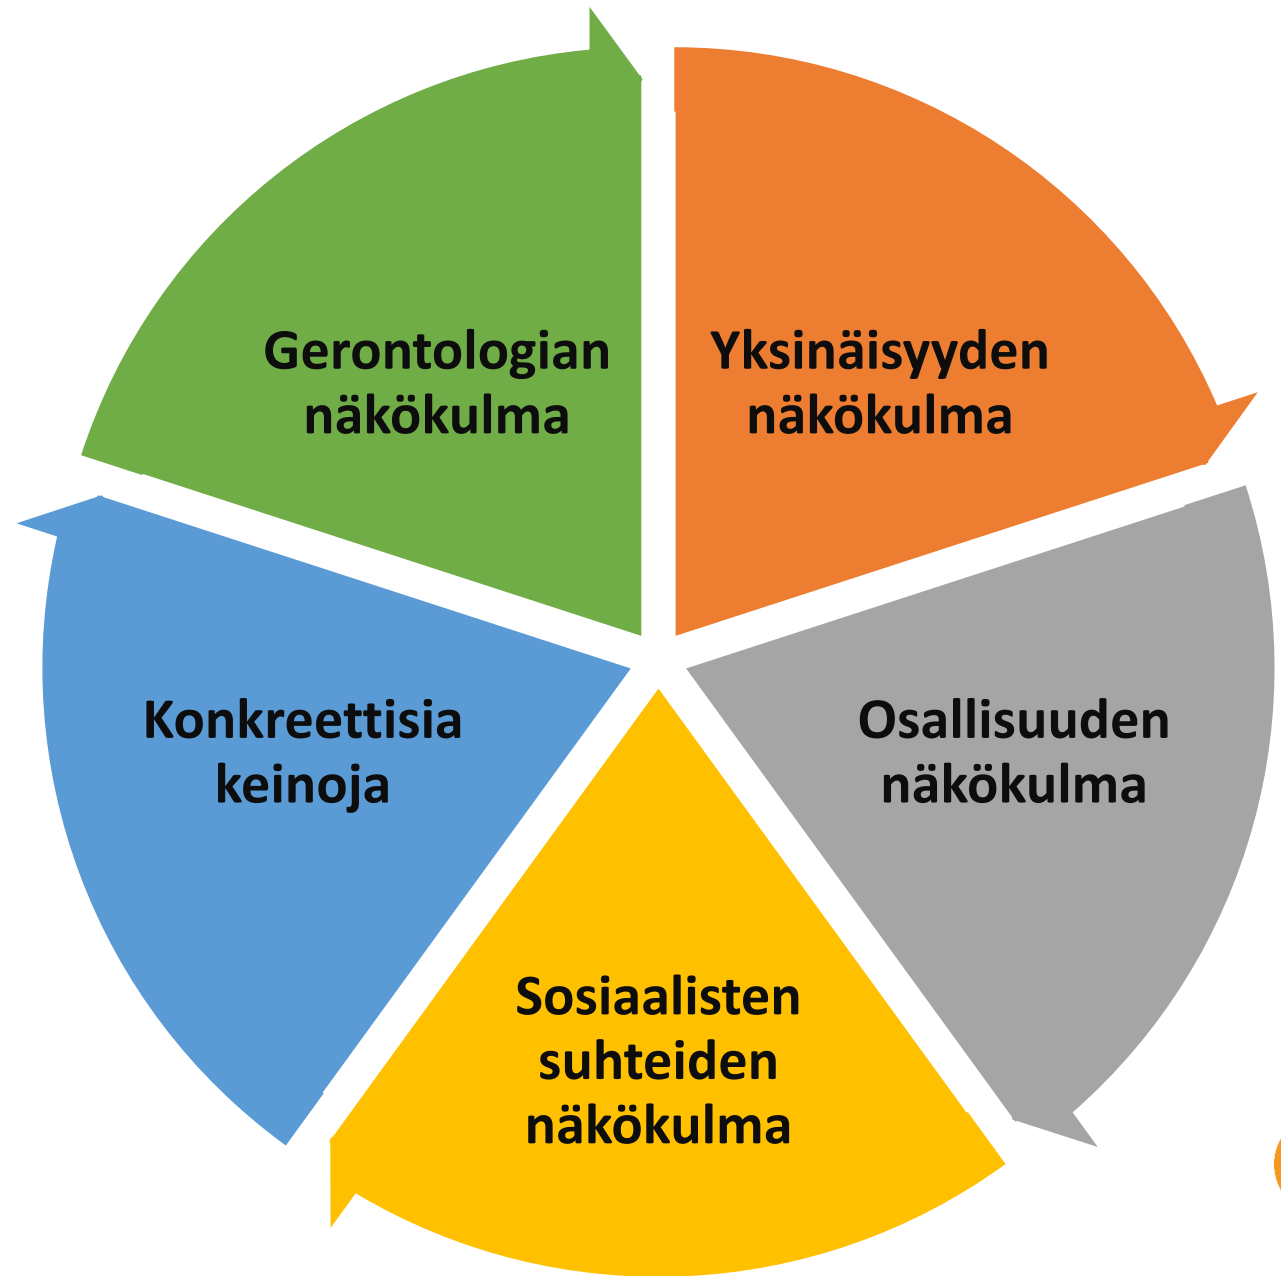 Gerontologian
näkökulma
Yksinäisyyden
näkökulma
Konkreettisia
keinoja
Osallisuuden
näkökulma
Sosiaalisten
suhteiden
näkökulma